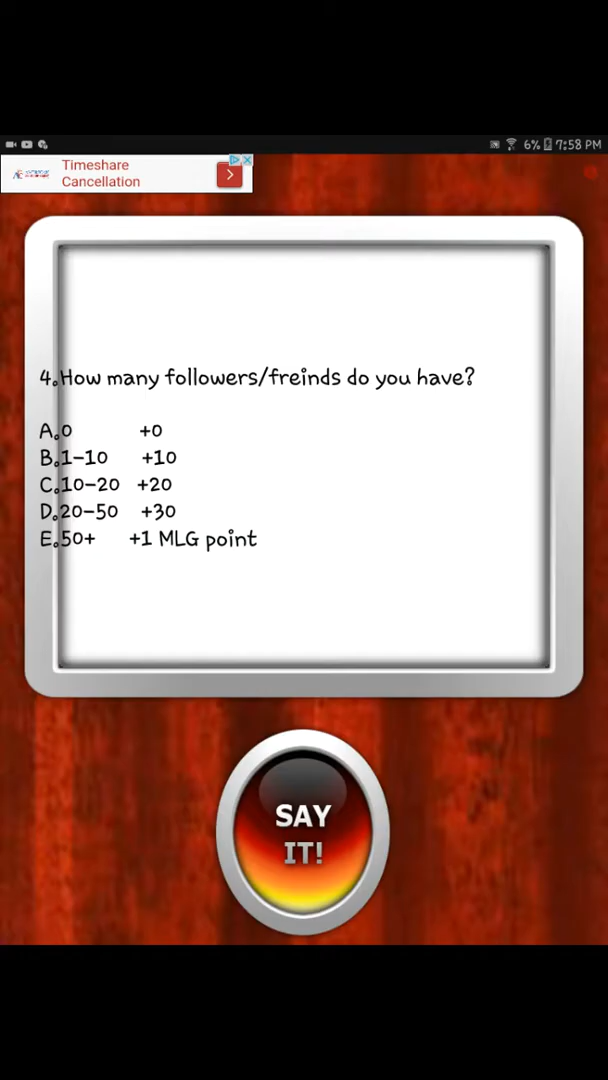 6% 7:58 PM
Timeshare
Cancellation
4.How many followers/freinds do you have?
A.0 +0
B.1-10 +10
C.10-20 +20
D.20-50 +30
E.50+ +1 MLG point
SAY
IT!